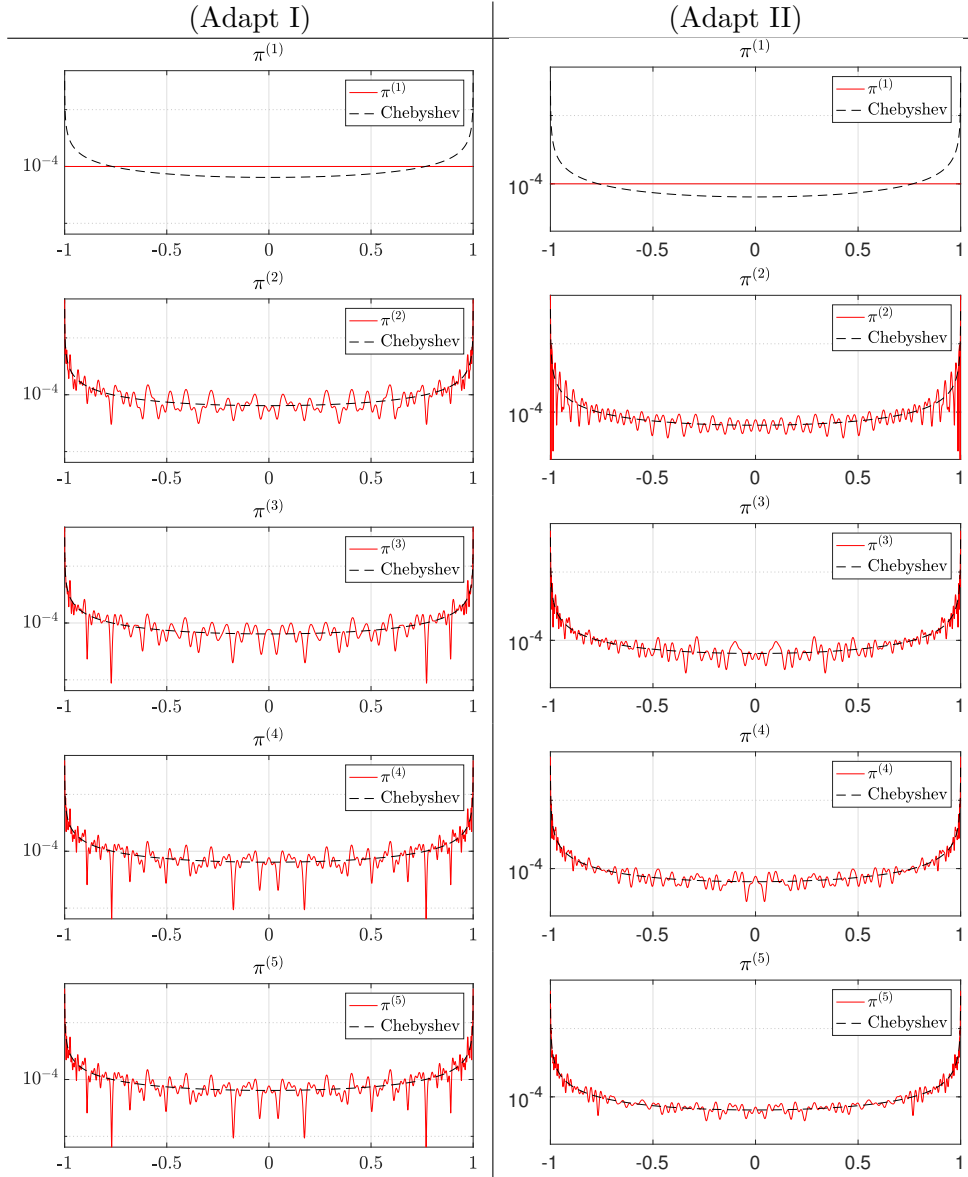 (Adapt I) (Adapt II)
π^(1) π^(1)
π^(1) π^(1)
Chebyshev Chebyshev
10^-4 10^-4
-1 -0.5 0 0.5 1 -1 -0.5 0 0.5 1
π^(2) π^(2)
π^(2) π^(2)
Chebyshev Chebyshev
10^-4 10^-4
-1 -0.5 0 0.5 1 -1 -0.5 0 0.5 1
π^(3) π^(3)
π^(3) π^(3)
Chebyshev Chebyshev
10^-4 10^-4
-1 -0.5 0 0.5 1 -1 -0.5 0 0.5 1
π^(4) π^(4)
π^(4) π^(4)
Chebyshev Chebyshev
10^-4 10^-4
-1 -0.5 0 0.5 1 -1 -0.5 0 0.5 1
π^(5) π^(5)
π^(5) π^(5)
Chebyshev Chebyshev
10^-4 10^-4
-1 -0.5 0 0.5 1 -1 -0.5 0 0.5 1